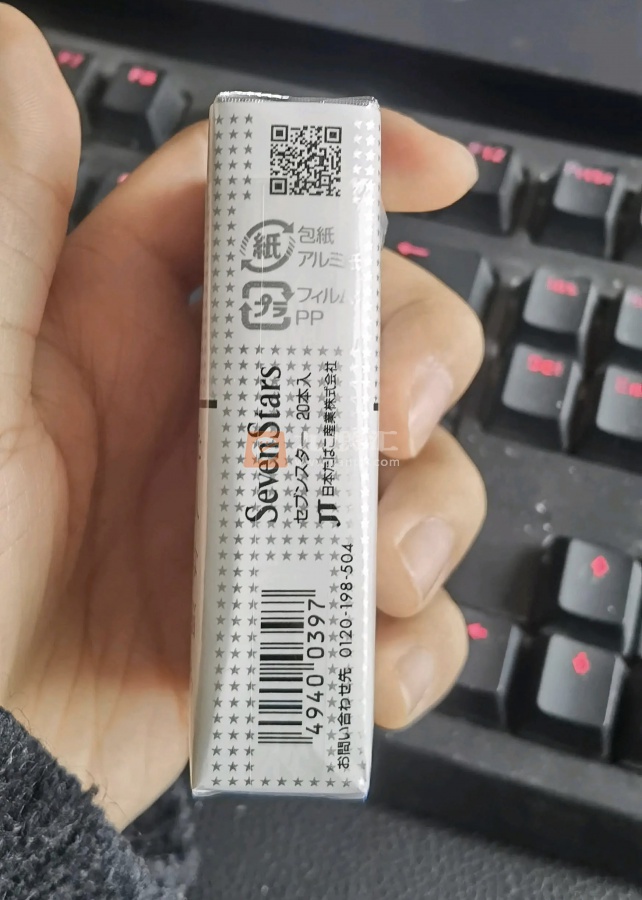 紙
包紙
アルミ
プラ
フィルム
PP
SevenStars
セブンスター 20本入
JT 日本たばこ産業株式会社
4940 0397
お問い合わせ先 0120-198-504